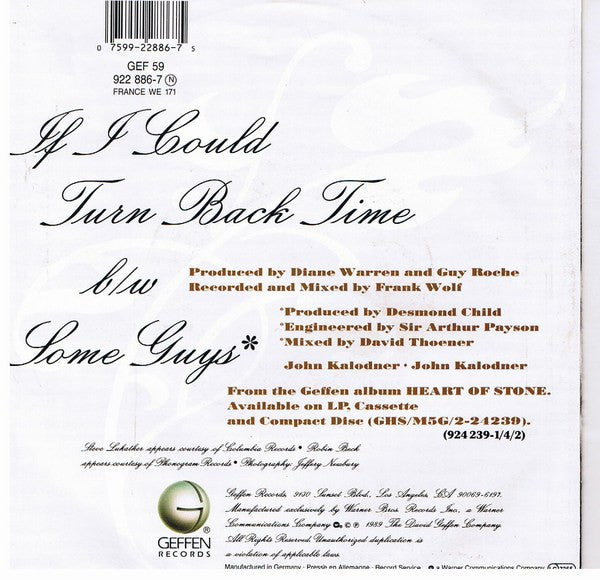 0 7599-22886-7 5
GEF 59
922 886-7 Ⓝ
FRANCE WE 171
If I Could
Turn Back Time
b/w
Produced by Diane Warren and Guy Roche
Recorded and Mixed by Frank Wolf
*Produced by Desmond Child
*Engineered by Sir Arthur Payson
Some Guys*
*Mixed by David Thoener
John Kalodner · John Kalodner
From the Geffen album HEART OF STONE.
Available on LP, Cassette
and Compact Disc (GHS/M5G/2-24239).
(924 239-1/4/2)
Steve Lukather appears courtesy of Columbia Records • Robin Beck
appears courtesy of Phonogram Records • Photography: Jeffery Newbury
GEFFEN
RECORDS
Geffen Records, 9130 Sunset Blvd., Los Angeles, CA 90069-6197.
Manufactured exclusively by Warner Bros. Records Inc., a Warner
Communications Company. © ℗ 1989 The David Geffen Company.
All Rights Reserved. Unauthorized duplication is
a violation of applicable laws.
Manufactured in Germany · Presse en Allemagne · Record Service a Warner Communications Company